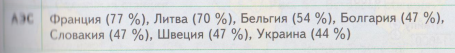 АЭС Франция (77 %), Литва (70 %), Бельгия (54 %), Болгария (47 %),
Словакия (47 %), Швеция (47 %), Украина (44 %)